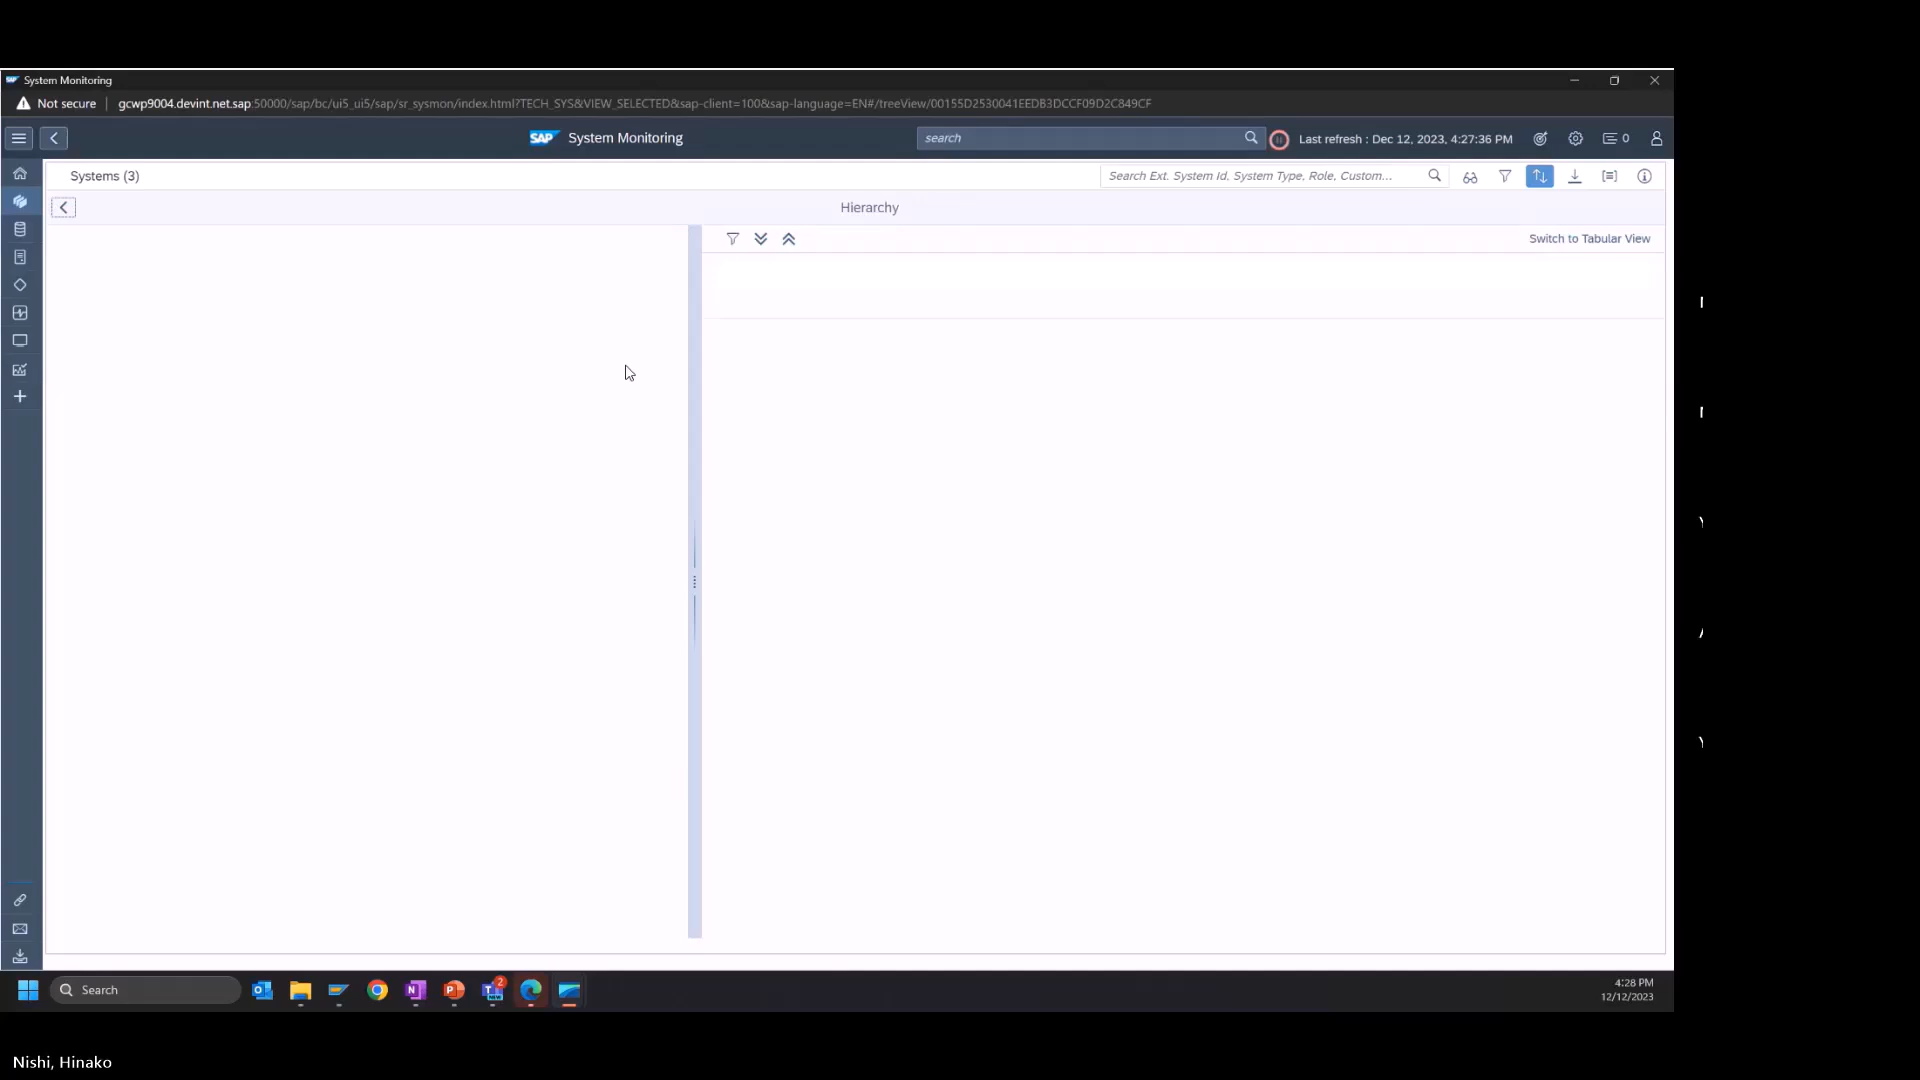 System Monitoring
Not secure
gcwp9004.devint.net.sap:50000/sap/bc/ui5_ui5/sap/sr_sysmon/index.html?TECH_SYS&VIEW_SELECTED&sap-client=100&sap-language=EN#/treeView/00155D2530041EEDB3DCCF09D2C849CF
SAP System Monitoring
search
Last refresh : Dec 12, 2023, 4:27:36 PM
0
Systems (3)
Search Ext. System Id, System Type, Role, Custom...
Hierarchy
Switch to Tabular View
Search
2
4:28 PM
12/12/2023
Nishi, Hinako